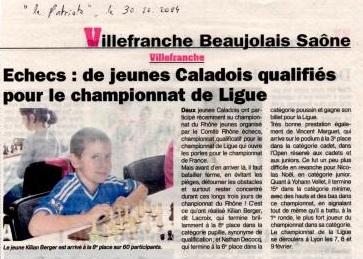 "le Patriote", le 30.10.2004
Villefranche Beaujolais Saône
Villefranche
Echecs : de jeunes Caladois qualifiés
pour le championnat de Ligue
Deux jeunes Caladois ont participé récemment au championnat
du Rhône jeunes organisé
par le Comité Rhône échecs,
championnat qualificatif pour le
championnat de Ligue qui ouvre
les portes pour le championnat
de France.
Mais avant d'en arriver là, il faut
batailler ferme, en évitant les
pièges, détourner les obstacles
et surtout rester concentré
durant ces longs trois jours de
championnat du Rhône ! C'est
ce qu'ont réalisé Kilian Berger,
dit Lacroix, qui termine brillamment
à la 8e place dans la
catégorie pupille, synonyme de
qualification ; et Nathan Decocq,
qui termine à la 8e place dans la
catégorie poussin et gagne son
billet pour la Ligue.
Très bonne prestation également
de Vincent Marguet, qui
arrive sur le podium à la 3e place
dans la catégorie cadet, dans
l'Open réservé aux cadets et
aux juniors. Ce fut un peu plus
difficile en revanche pour Nicolas
Noël, en catégorie junior.
Quant à Yohann Vellet, il termine
15e dans la catégorie minime,
avec des hauts et des bas dans
ce championnat, en signalant
tout de même qu'il a battu, à la
1e ronde, le plus fort joueur du
championnat dans sa catégorie.
Le championnat de la Ligue
se déroulera à Lyon les 7, 8 et
9 février.
Le jeune Kilian Berger est arrivé à la 8e place sur 60 participants.